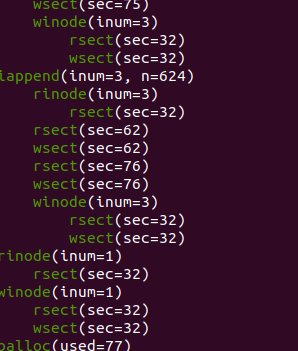 wsect(sec=75)
winode(inum=3)
rsect(sec=32)
wsect(sec=32)
iappend(inum=3, n=624)
rinode(inum=3)
rsect(sec=32)
rsect(sec=62)
wsect(sec=62)
rsect(sec=76)
wsect(sec=76)
winode(inum=3)
rsect(sec=32)
wsect(sec=32)
rinode(inum=1)
rsect(sec=32)
winode(inum=1)
rsect(sec=32)
wsect(sec=32)
balloc(used=77)